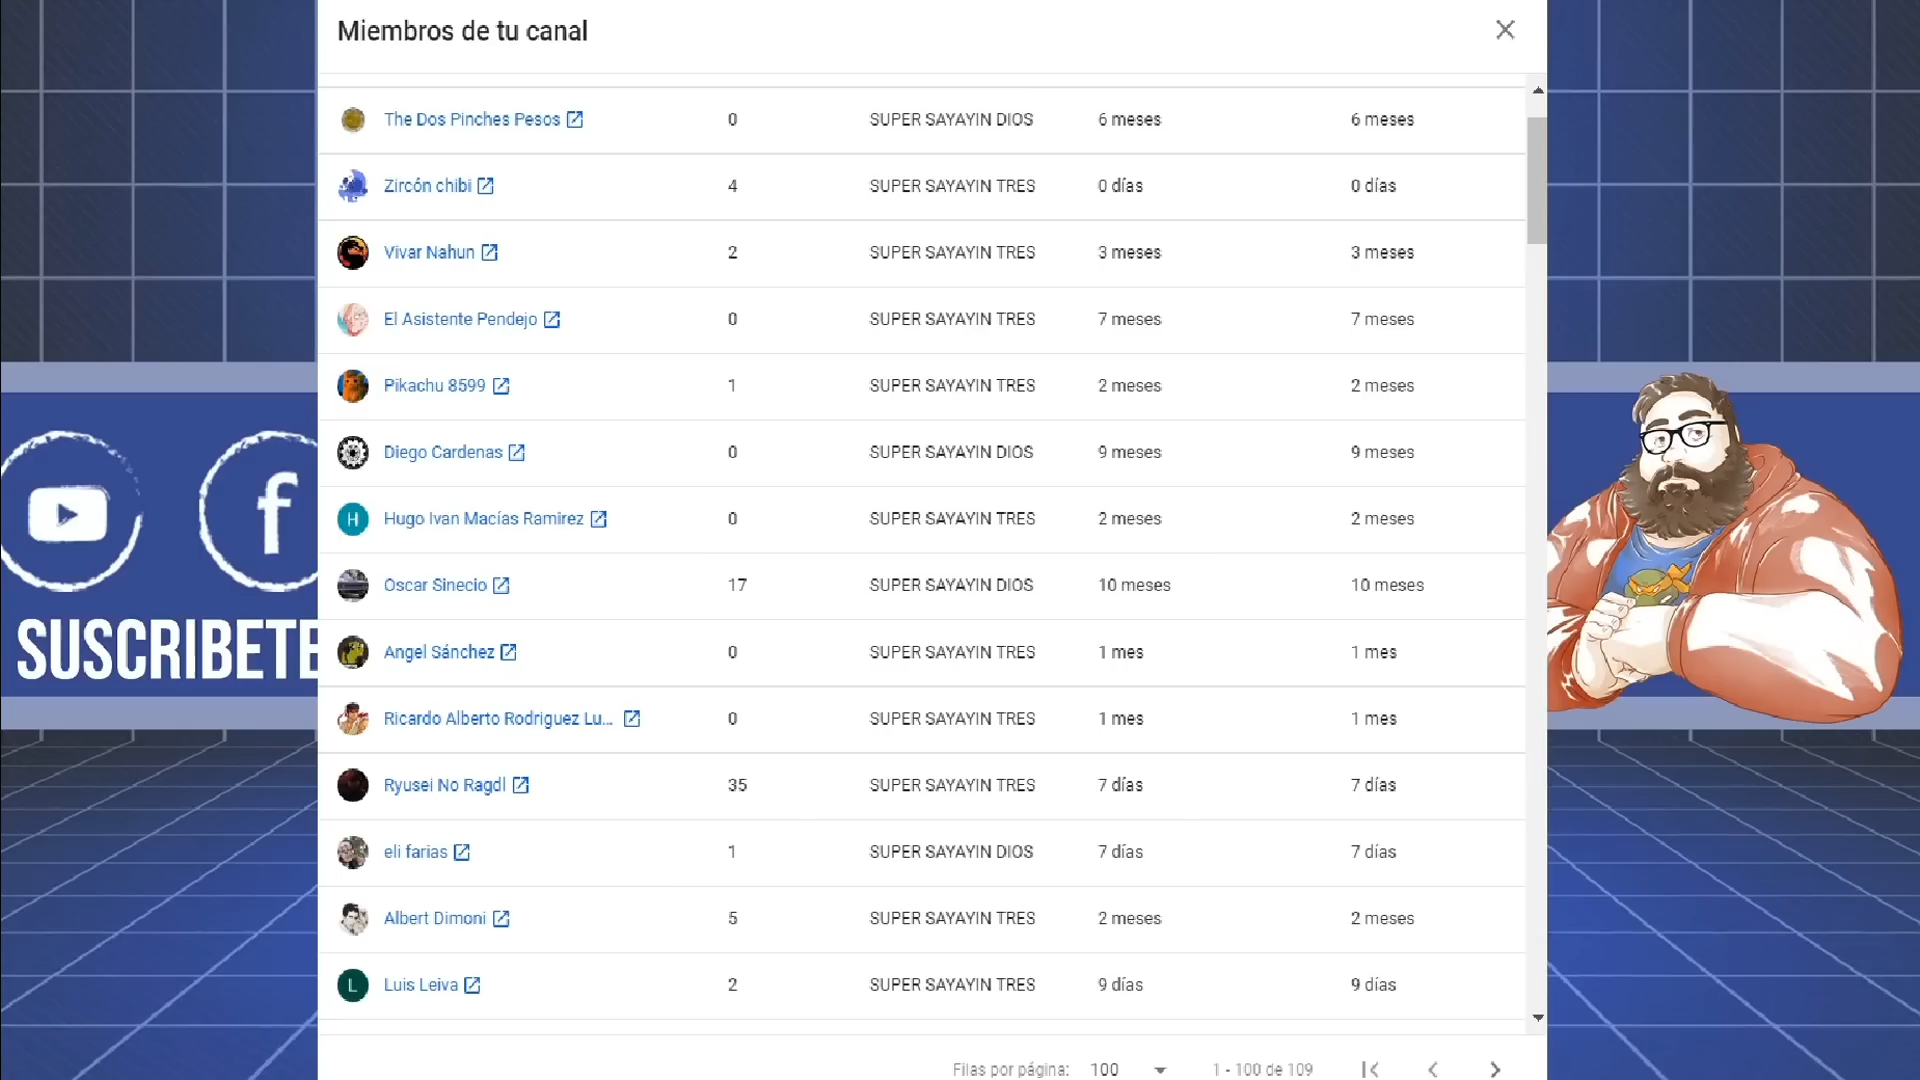 Miembros de tu canal
The Dos Pinches Pesos 0 SUPER SAYAYIN DIOS 6 meses 6 meses
Zircón chibi 4 SUPER SAYAYIN TRES 0 días 0 días
Vivar Nahun 2 SUPER SAYAYIN TRES 3 meses 3 meses
El Asistente Pendejo 0 SUPER SAYAYIN TRES 7 meses 7 meses
Pikachu 8599 1 SUPER SAYAYIN TRES 2 meses 2 meses
Diego Cardenas 0 SUPER SAYAYIN DIOS 9 meses 9 meses
H Hugo Ivan Macías Ramirez 0 SUPER SAYAYIN TRES 2 meses 2 meses
Oscar Sinecio 17 SUPER SAYAYIN DIOS 10 meses 10 meses
Angel Sánchez 0 SUPER SAYAYIN TRES 1 mes 1 mes
Ricardo Alberto Rodriguez Lu... 0 SUPER SAYAYIN TRES 1 mes 1 mes
Ryusei No Ragdl 35 SUPER SAYAYIN TRES 7 días 7 días
eli farias 1 SUPER SAYAYIN DIOS 7 días 7 días
Albert Dimoni 5 SUPER SAYAYIN TRES 2 meses 2 meses
L Luis Leiva 2 SUPER SAYAYIN TRES 9 días 9 días
Filas por página: 100 1 - 100 de 109
f
SUSCRIBETE